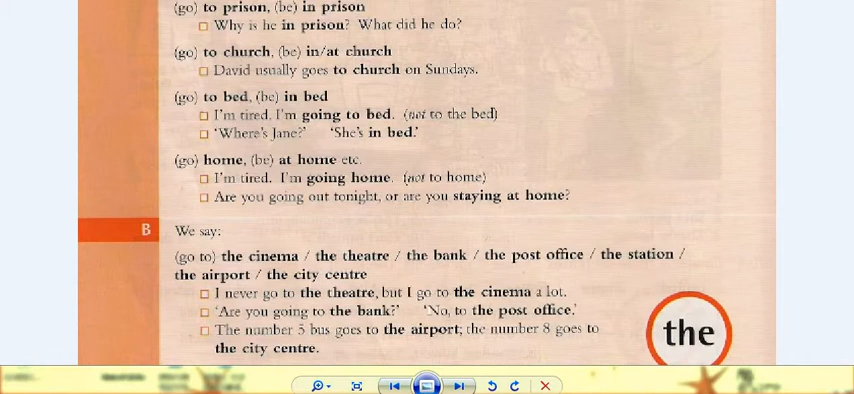 (go) to prison, (be) in prison
Why is he in prison? What did he do?
(go) to church, (be) in/at church
David usually goes to church on Sundays.
(go) to bed, (be) in bed
I'm tired. I'm going to bed. (not to the bed)
'Where's Jane?' 'She's in bed.'
(go) home, (be) at home etc.
I'm tired. I'm going home. (not to home)
Are you going out tonight, or are you staying at home?
B We say:
(go to) the cinema / the theatre / the bank / the post office / the station /
the airport / the city centre
I never go to the theatre, but I go to the cinema a lot.
'Are you going to the bank?' 'No, to the post office.'
The number 5 bus goes to the airport; the number 8 goes to
the city centre.
the